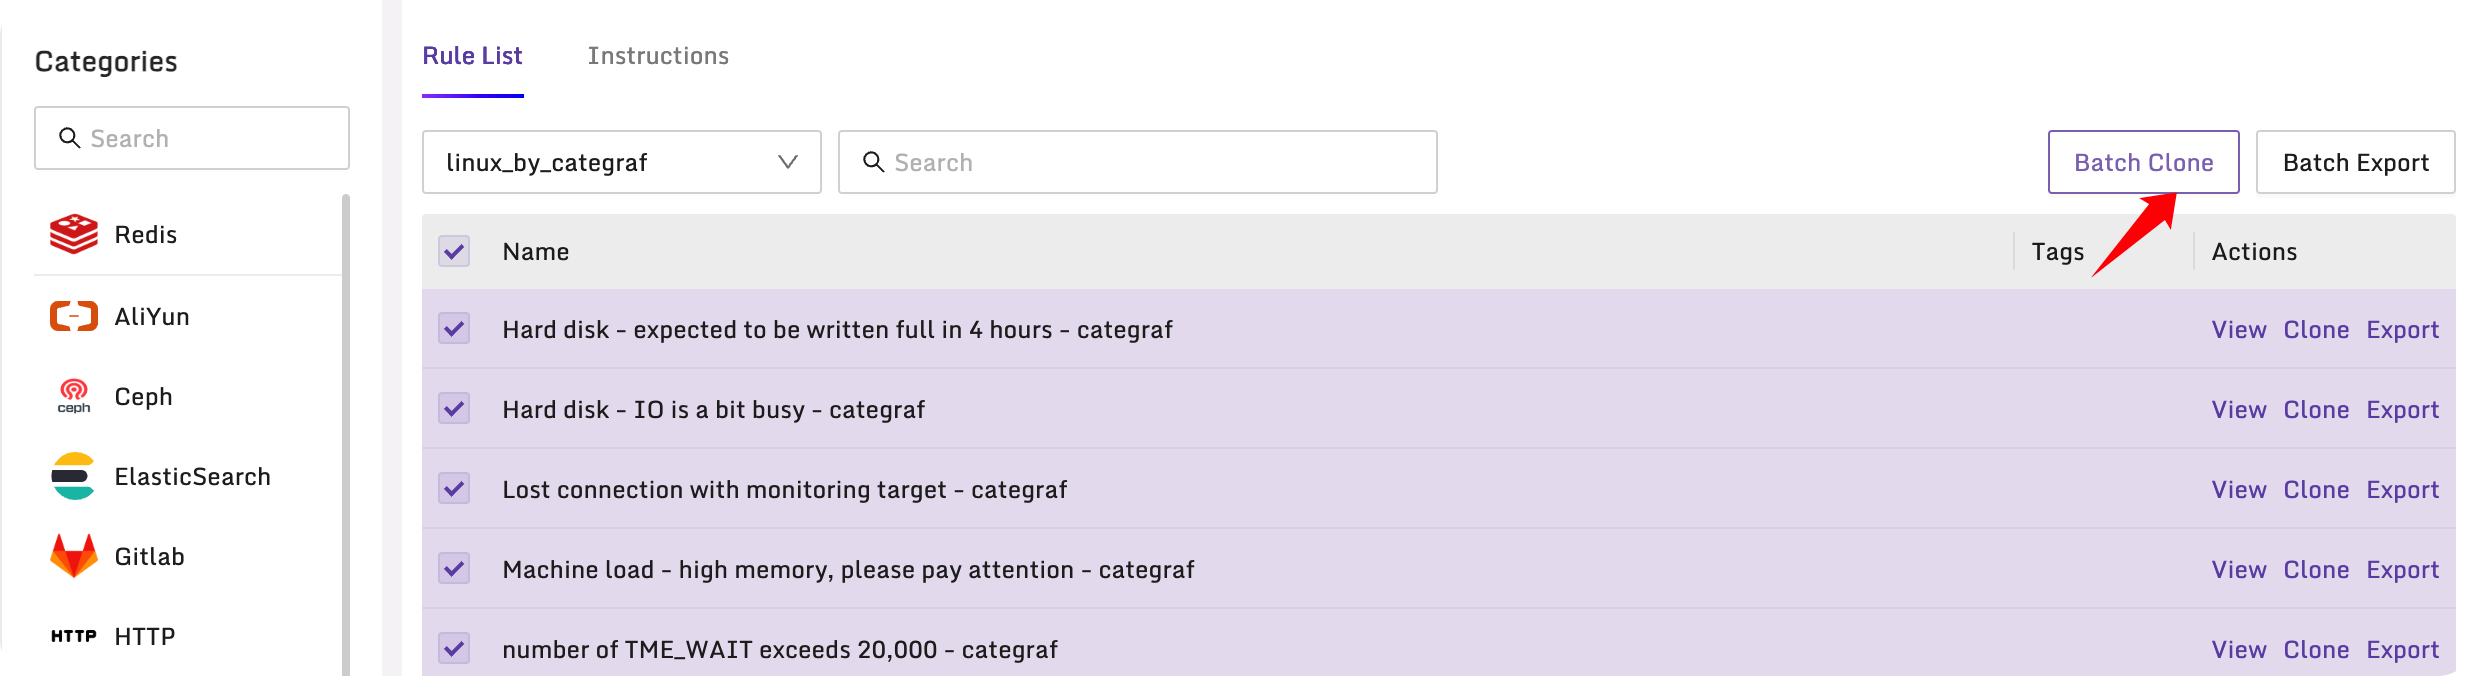 Categories
Search
Redis
AliYun
ceph Ceph
ElasticSearch
Gitlab
HTTP HTTP
Rule List Instructions
linux_by_categraf Search Batch Clone Batch Export
Name Tags Actions
Hard disk - expected to be written full in 4 hours - categraf View Clone Export
Hard disk - IO is a bit busy - categraf View Clone Export
Lost connection with monitoring target - categraf View Clone Export
Machine load - high memory, please pay attention - categraf View Clone Export
number of TME_WAIT exceeds 20,000 - categraf View Clone Export